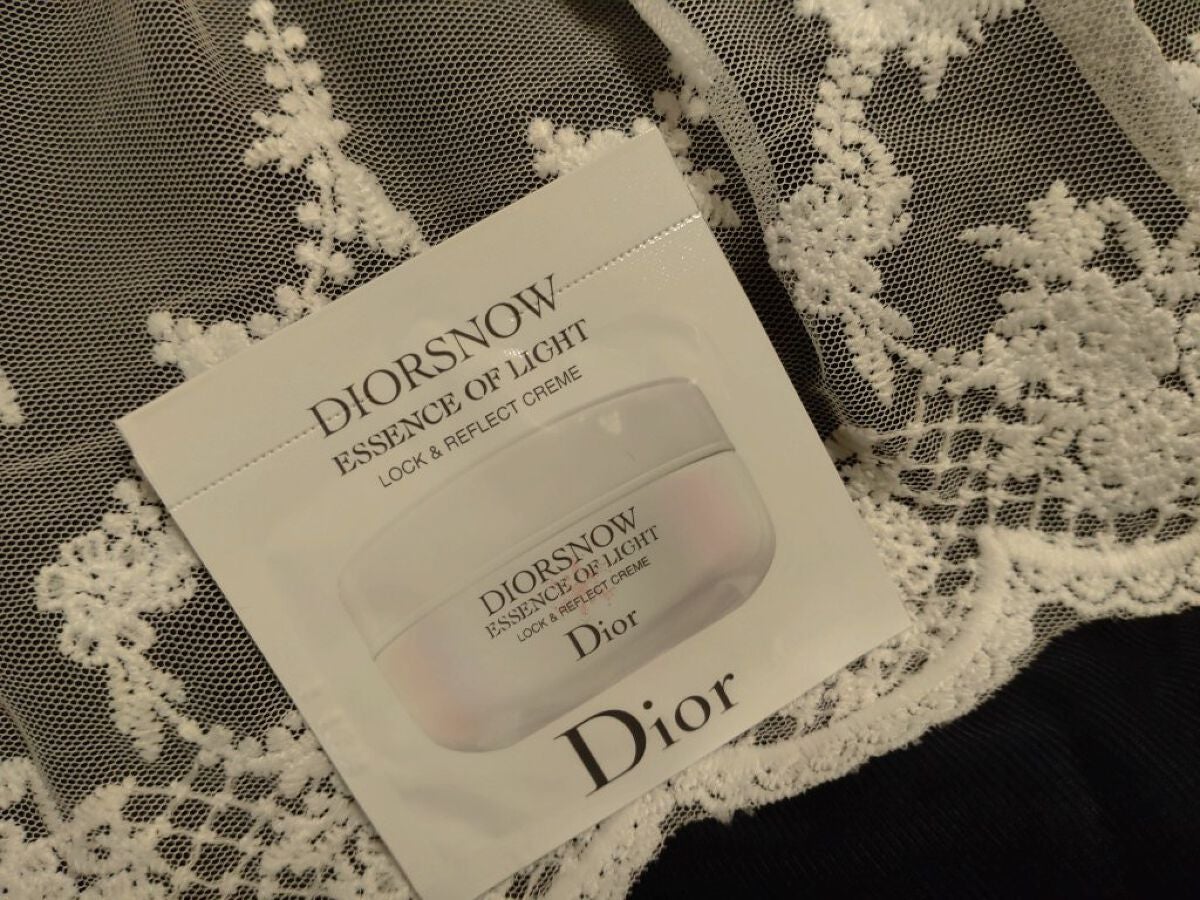 DIORSNOW
ESSENCE OF LIGHT
LOCK & REFLECT CREME
DIORSNOW
ESSENCE OF LIGHT
LOCK & REFLECT CREME
Dior
Dior